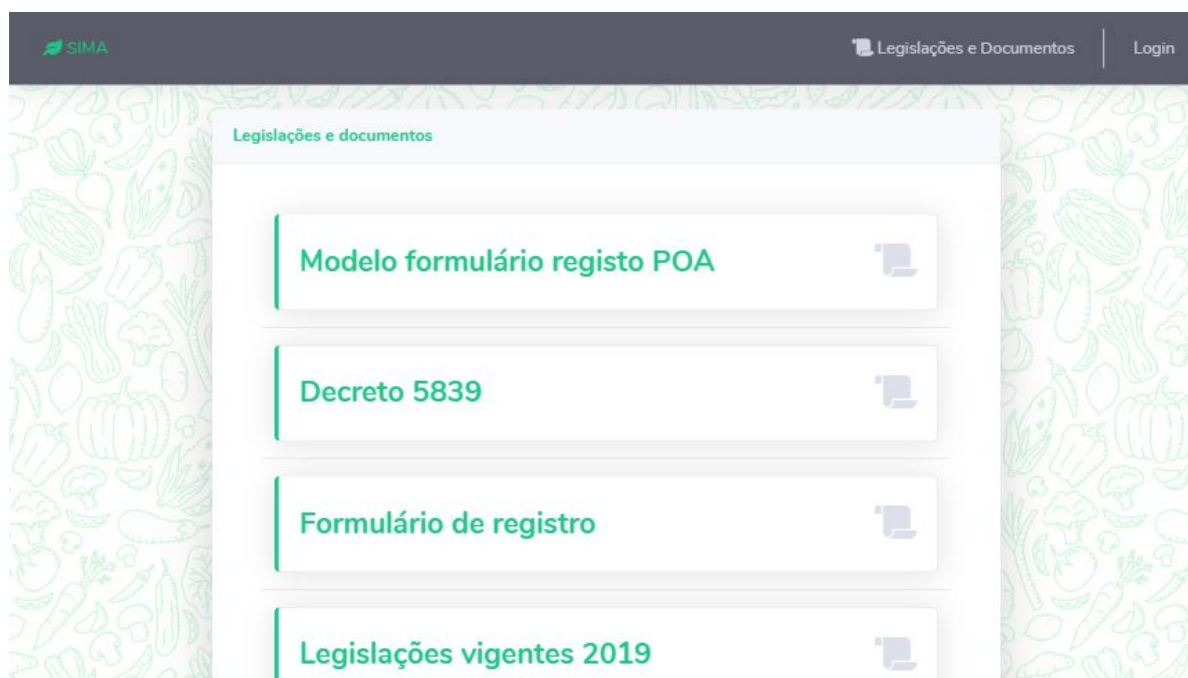 SIMA
Legislações e Documentos
Login
Legislações e documentos
Modelo formulário registo POA
Decreto 5839
Formulário de registro
Legislações vigentes 2019